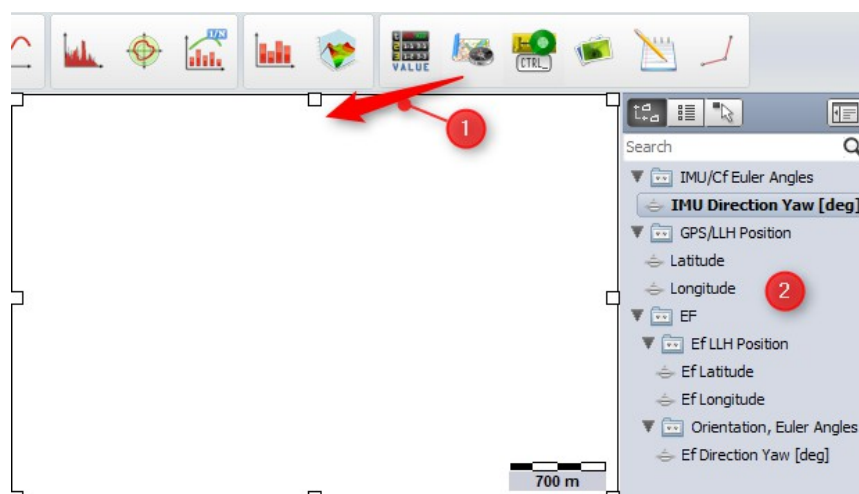 1/N
VALUE
CTRL_
1
Search
IMU/Cf Euler Angles
IMU Direction Yaw [deg]
GPS/LLH Position
Latitude
Longitude
2
EF
Ef LLH Position
Ef Latitude
Ef Longitude
Orientation, Euler Angles
Ef Direction Yaw [deg]
700 m